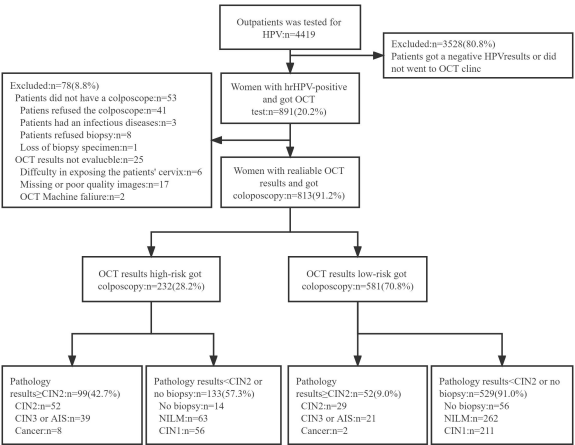 Outpatients was tested for
HPV:n=4419
Excluded:n=3528(80.8%)
Patients got a negative HPVresults or did
not went to OCT clinc
Women with hrHPV-positive
and got OCT
test:n=891(20.2%)
Excluded:n=78(8.8%)
Patients did not have a colposcope:n=53
Patients refused the colposcope:n=41
Patients had an infectious diseases:n=3
Patients refused biopsy:n=8
Loss of biopsy specimen:n=1
OCT results not evalucble:n=25
Diffculty in exposing the patients' cervix:n=6
Missing or poor quality images:n=17
OCT Machine faliure:n=2
Women with realiable OCT
results and got
coloposcopy:n=813(91.2%)
OCT results high-risk got
colposcopy:n=232(28.2%)
OCT results low-risk got
coloposcopy:n=581(70.8%)
Pathology
results≥CIN2:n=99(42.7%)
CIN2:n=52
CIN3 or AIS:n=39
Cancer:n=8
Pathology results<CIN2 or
no biopsy:n=133(57.3%)
No biopsy:n=14
NILM:n=63
CIN1:n=56
Pathology
results≥CIN2:n=52(9.0%)
CIN2:n=29
CIN3 or AIS:n=21
Cancer:n=2
Pathology results<CIN2 or no
biopsy:n=529(91.0%)
No biopsy:n=56
NILM:n=262
CIN1:n=211